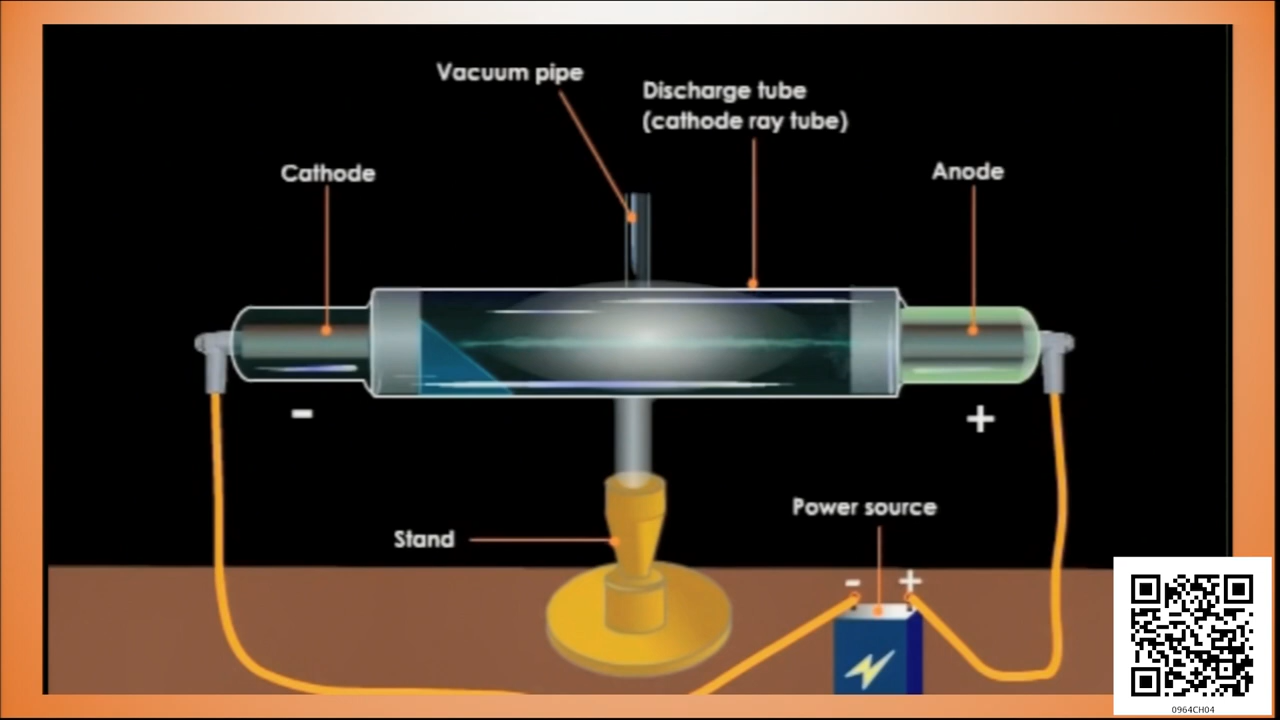 Vacuum pipe
Discharge tube
(cathode ray tube)
Cathode
Anode
-
+
Power source
Stand
- +
0964CH04